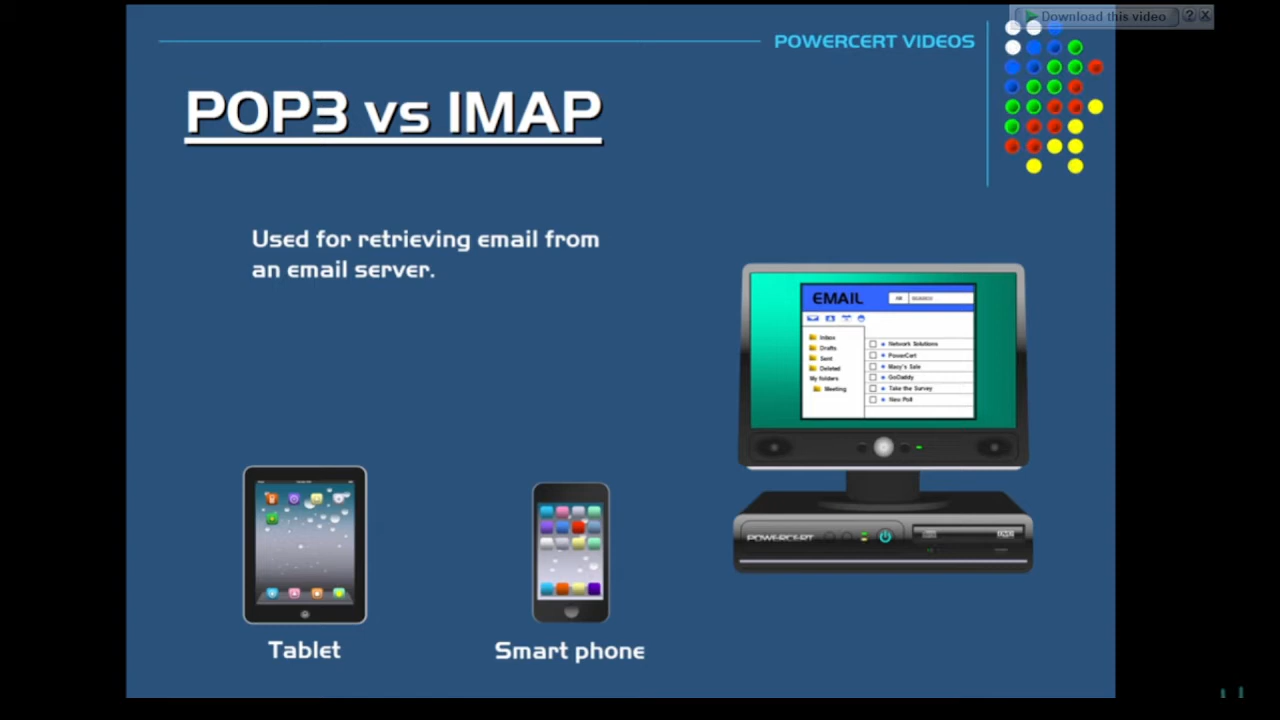 Download this video
POWERCERT VIDEOS
POP3 vs IMAP
Used for retrieving email from
an email server.
EMAIL
Inbox
Drafts
Sent
Deleted
My folders
Meeting
Network Solutions
PowerCert
Macy's Sale
GoDaddy
Take the Survey
New Poll
POWERCERT
Tablet
Smart phone